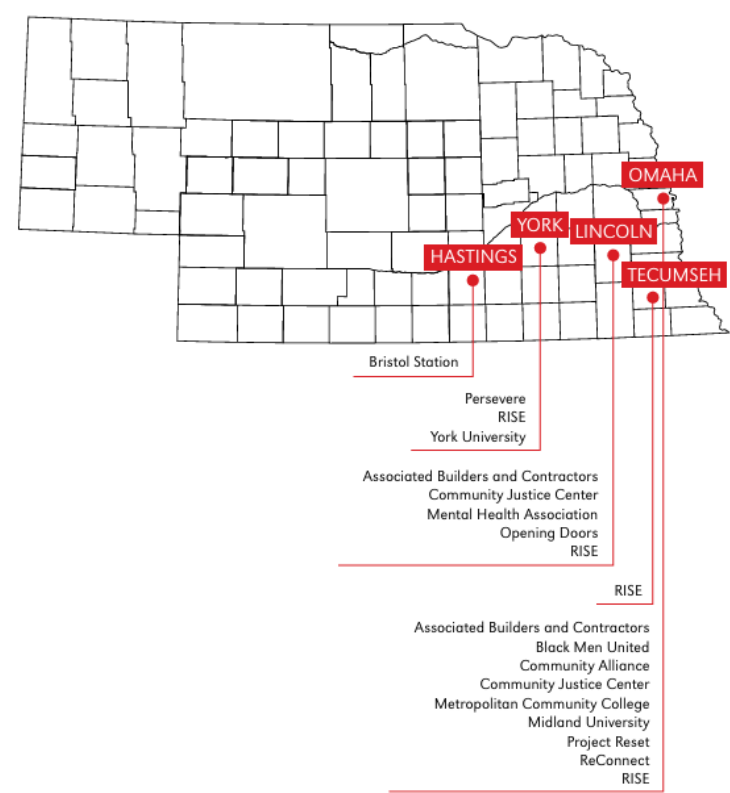 OMAHA
YORK
LINCOLN
HASTINGS
TECUMSEH
Bristol Station
Persevere
RISE
York University
Associated Builders and Contractors
Community Justice Center
Mental Health Association
Opening Doors
RISE
RISE
Associated Builders and Contractors
Black Men United
Community Alliance
Community Justice Center
Metropolitan Community College
Midland University
Project Reset
ReConnect
RISE